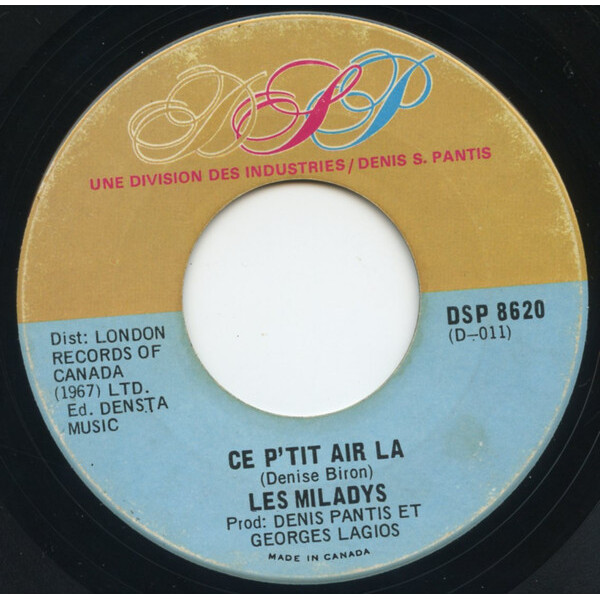 DSP
UNE DIVISION DES INDUSTRIES/DENIS S. PANTIS
DSP 8620
(D-011)
Dist: LONDON
RECORDS OF
CANADA
(1967) LTD.
Ed. DENSTA
MUSIC
CE P'TIT AIR LA
(Denise Biron)
LES MILADYS
Prod: DENIS PANTIS ET
GEORGES LAGIOS
MADE IN CANADA